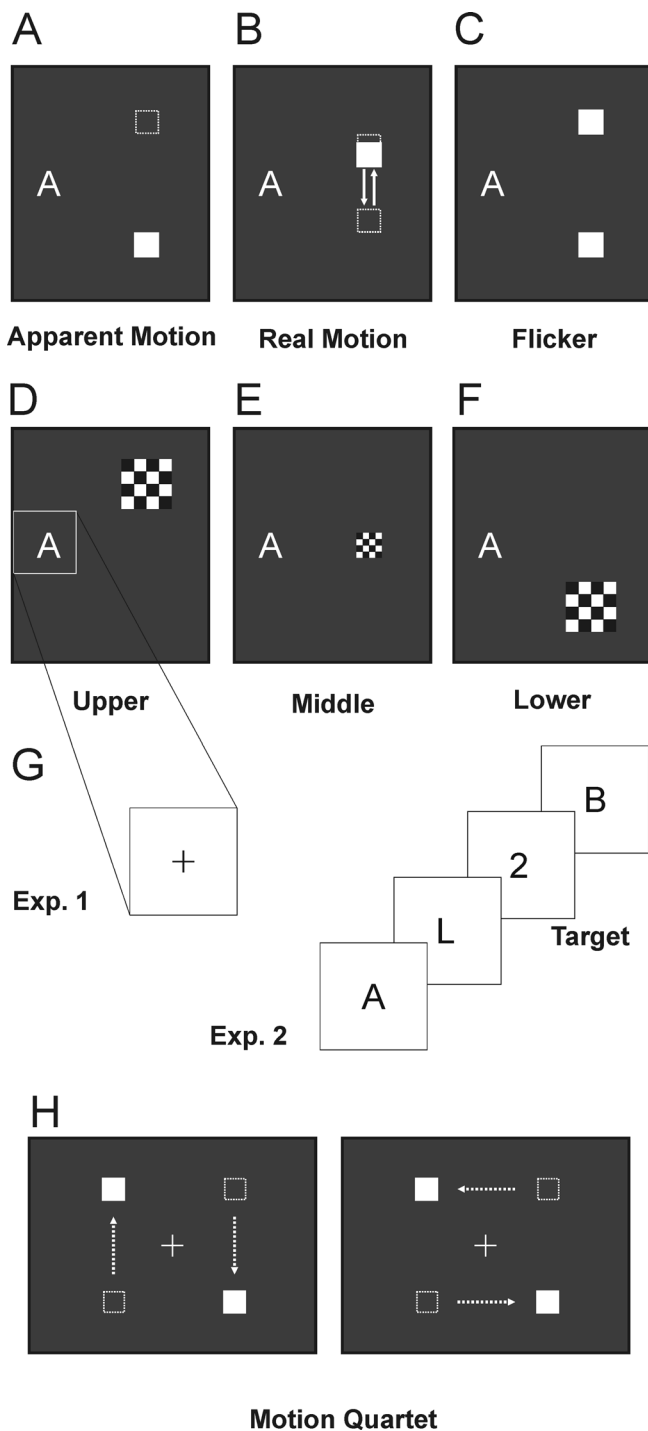 A
B
C
A
A
A
Apparent Motion
Real Motion
Flicker
D
E
F
A
A
A
Upper
Middle
Lower
G
B
2
Exp. 1
Target
L
A
Exp. 2
H
Motion Quartet